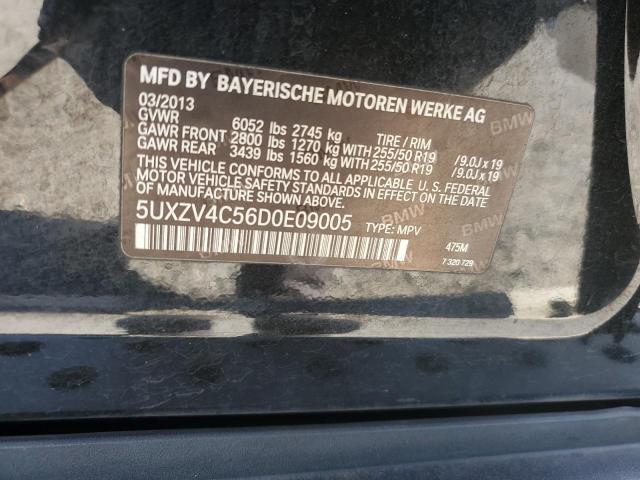 MFD BY BAYERISCHE MOTOREN WERKE AG
03/2013
GVWR 6052 lbs 2745 kg TIRE / RIM
GAWR FRONT 2800 lbs 1270 kg WITH 255/50 R19 /9.0J x 19
GAWR REAR 3439 lbs 1560 kg WITH 255/50 R19 /9.0J x 19
THIS VEHICLE CONFORMS TO ALL APPLICABLE U.S. FEDERAL
MOTOR VEHICLE SAFETY STANDARDS IN EFFECT ON THE DATE
OF MANUFACTURE SHOWN ABOVE.
5UXZV4C56D0E09005 TYPE: MPV
475M
7 320 729
BMW
BMW
BMW